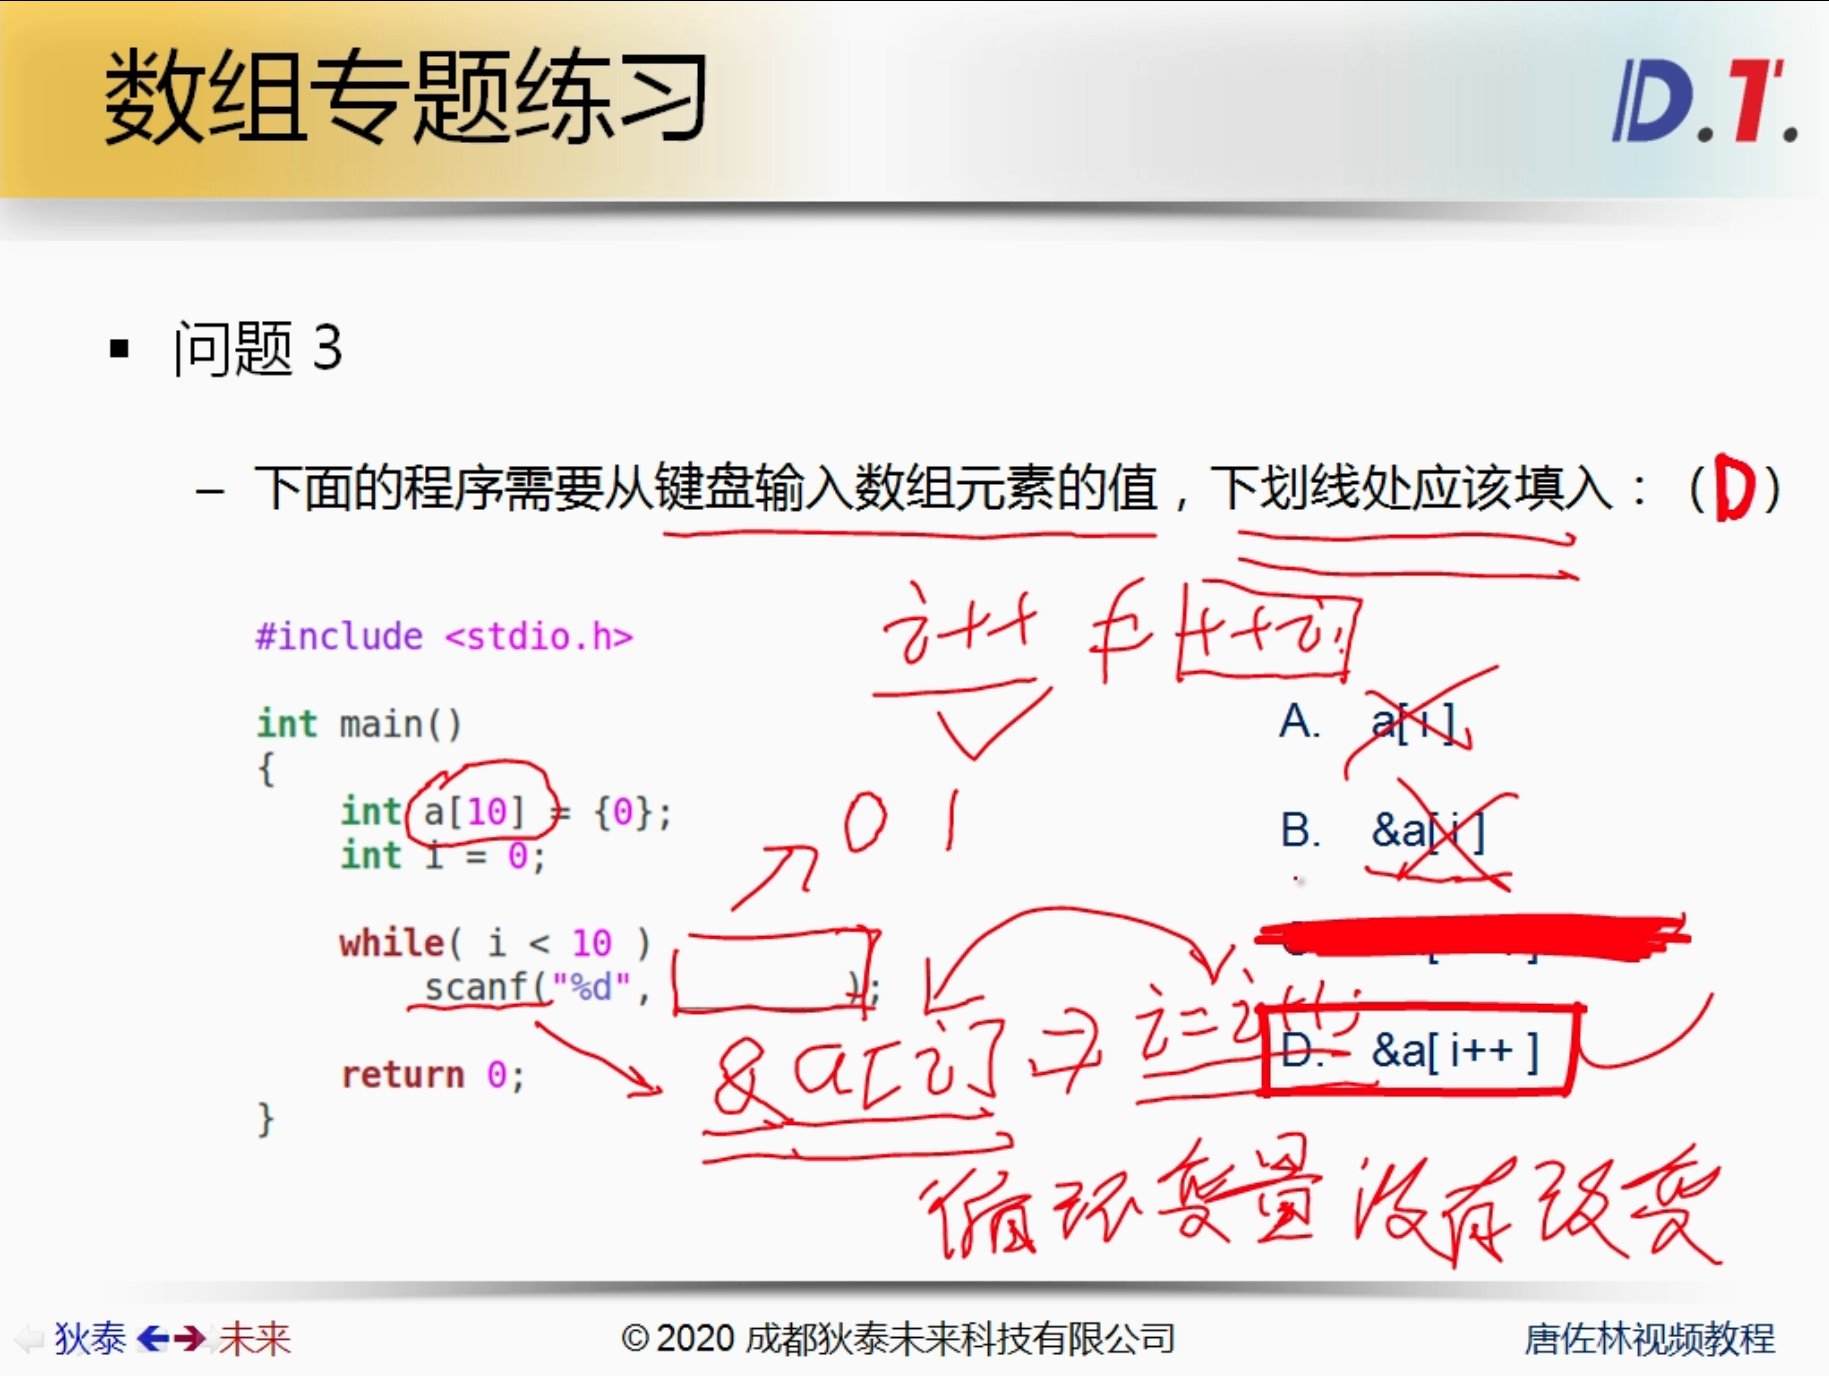 数组专题练习
D.T.
▪ 问题 3
– 下面的程序需要从键盘输入数组元素的值，下划线处应该填入：（D）
i++ ≠ ++i;
#include <stdio.h>
int main()
{
int a[10] = {0};
int i = 0;
0 1
while( i < 10 )
scanf("%d", );
return 0;
}
A. a[ i ]
B. &a[ i ]
D. &a[ i++ ]
&a[i] => i=i+1;
循环变量没有改变
狄泰 未来
© 2020 成都狄泰未来科技有限公司
唐佐林视频教程